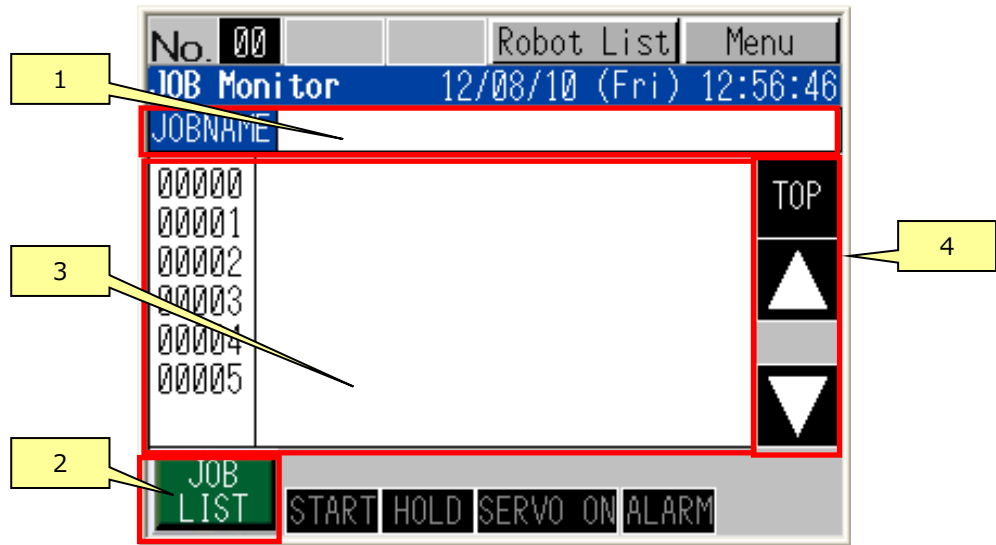 No. 00 Robot List Menu
JOB Monitor 12/08/10 (Fri) 12:56:46
1
JOBNAME
00000
00001
00002
00003
00004
00005
TOP
4
3
2
JOB
LIST
START HOLD SERVO ON ALARM